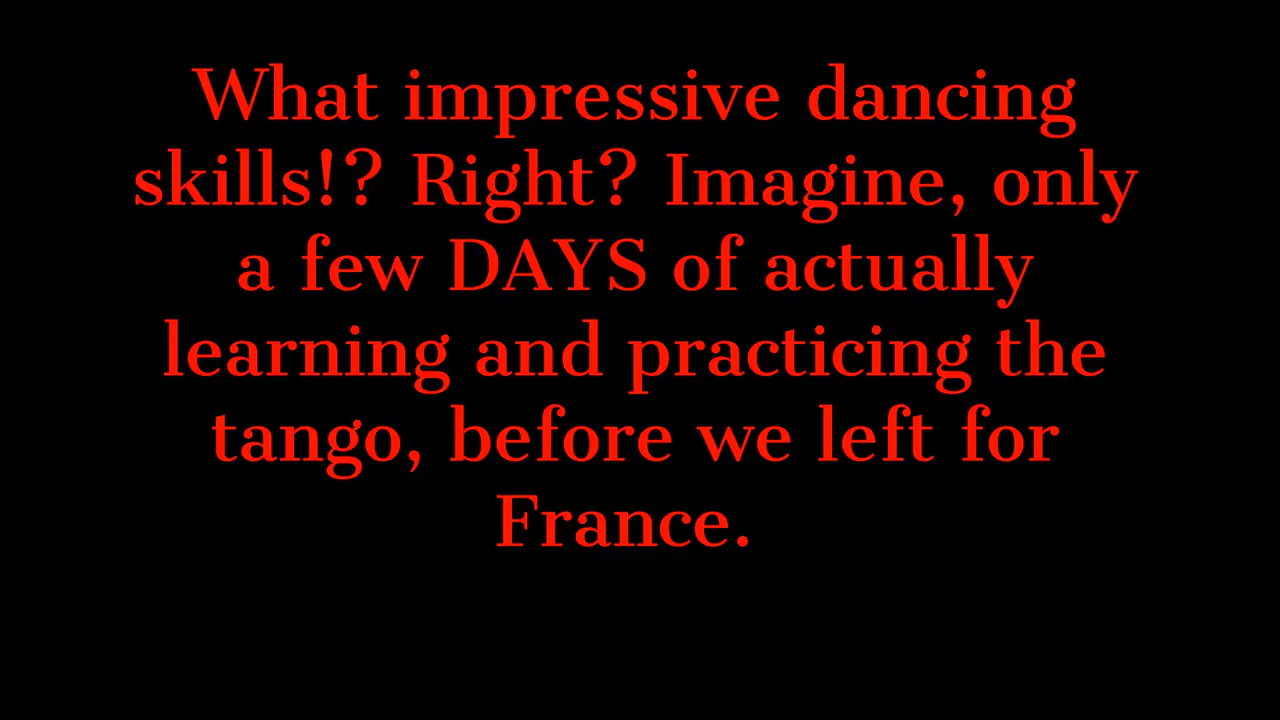 What impressive dancing
skills!? Right? Imagine, only
a few DAYS of actually
learning and practicing the
tango, before we left for
France.